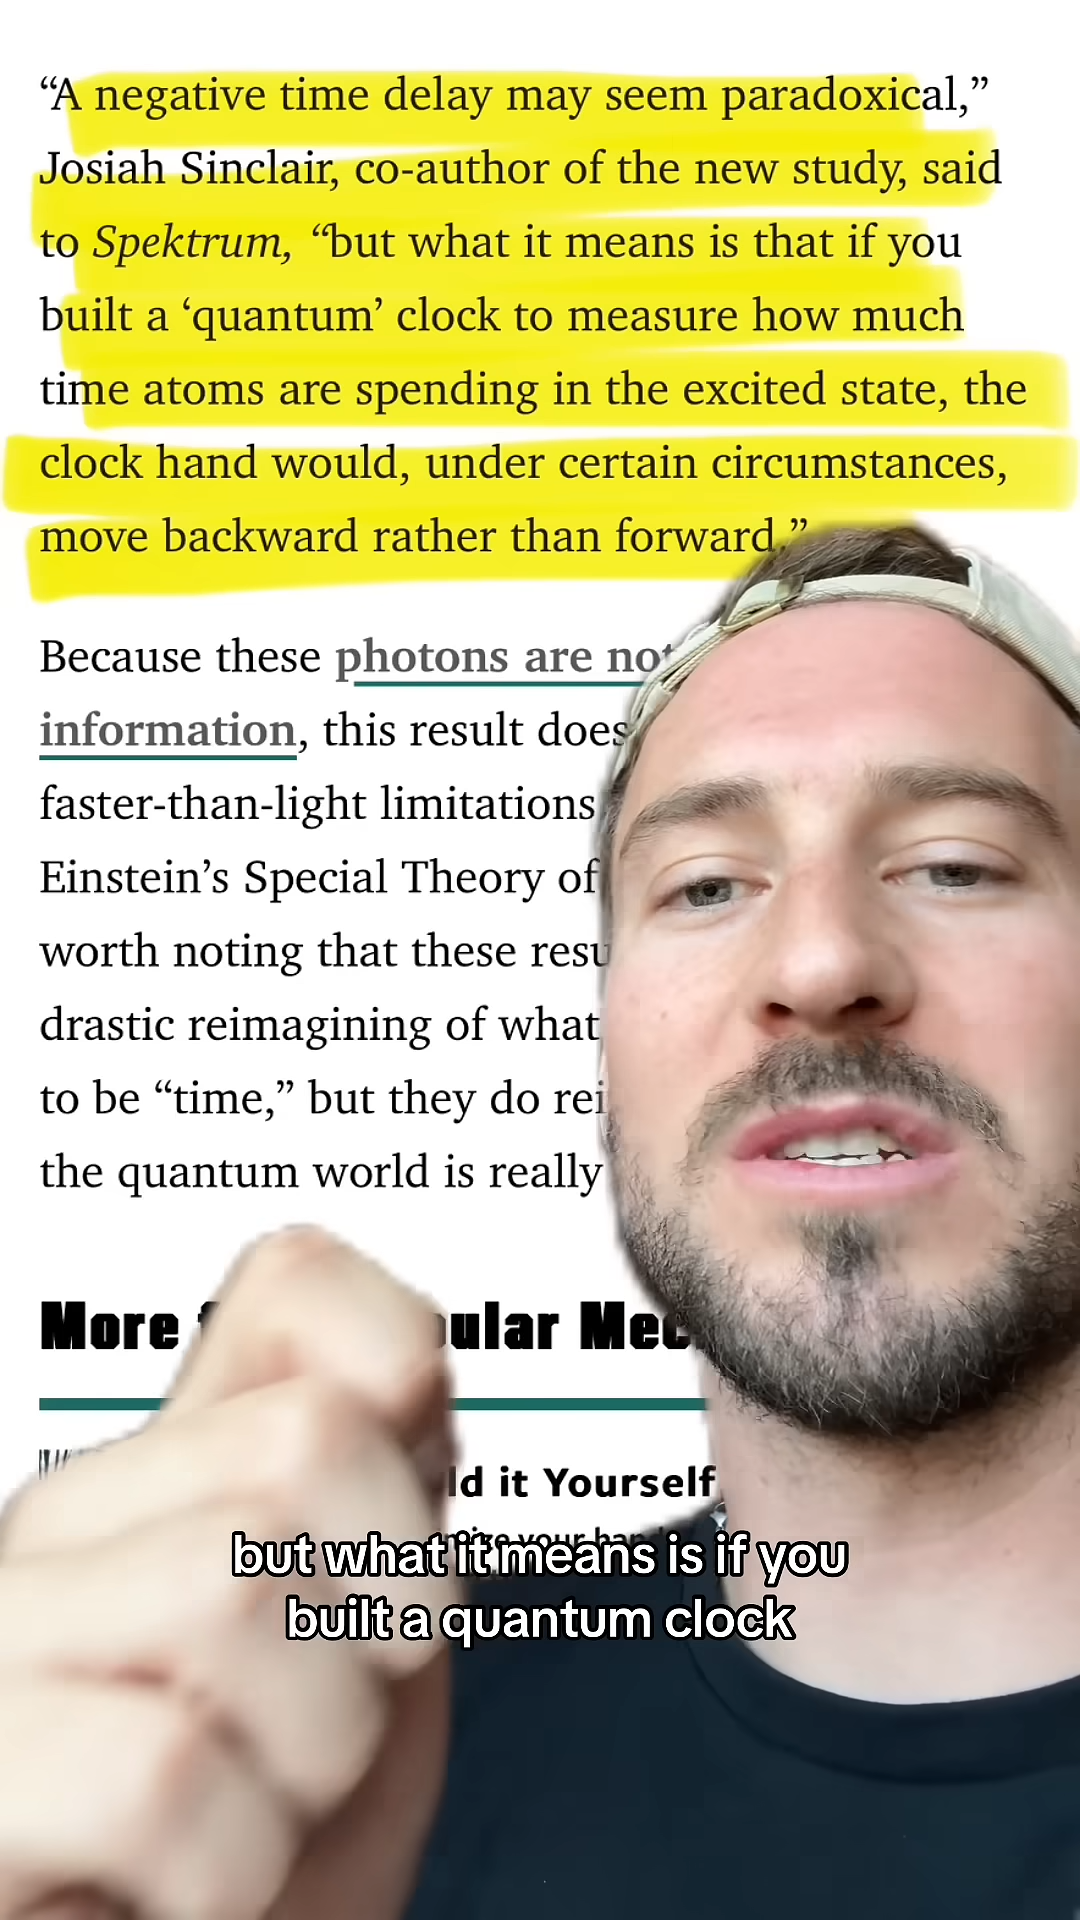 “A negative time delay may seem paradoxical,”
Josiah Sinclair, co-author of the new study, said
to Spektrum, “but what it means is that if you
built a ‘quantum’ clock to measure how much
time atoms are spending in the excited state, the
clock hand would, under certain circumstances,
move backward rather than forward.”
Because these photons are not
information, this result does
faster-than-light limitations
Einstein’s Special Theory of
worth noting that these
drastic reimagining of what
to be “time,” but they do
the quantum world is really
More
it Yourself
your
but what it means is if you
built a quantum clock